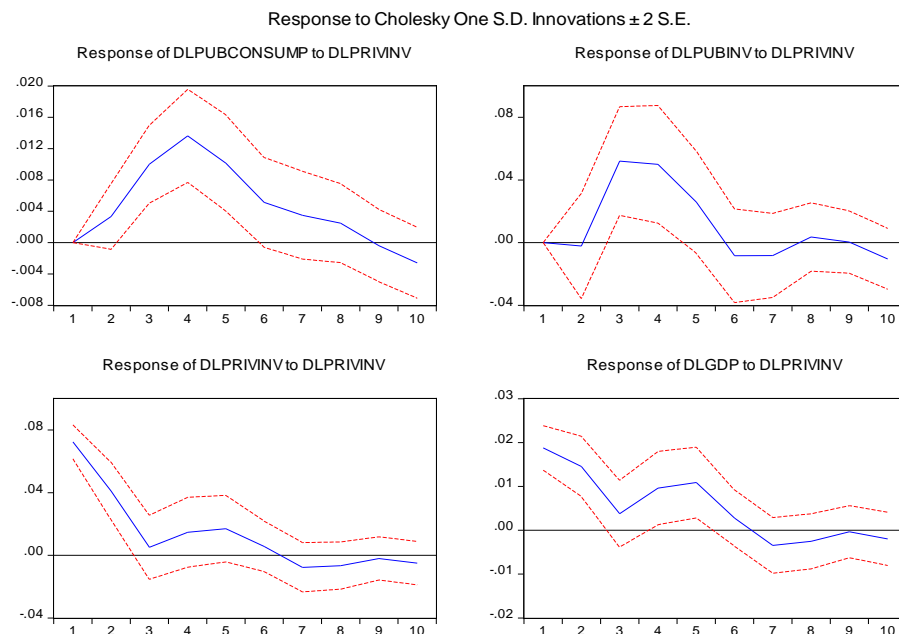 Response to Cholesky One S.D. Innovations ± 2 S.E.
Response of DLPUBCONSUMP to DLPRIVINV
.020
.016
.012
.008
.004
.000
-.004
-.008
1 2 3 4 5 6 7 8 9 10
Response of DLPUBINV to DLPRIVINV
.08
.04
.00
-.04
1 2 3 4 5 6 7 8 9 10
Response of DLPRIVINV to DLPRIVINV
.08
.04
.00
-.04
1 2 3 4 5 6 7 8 9 10
Response of DLGDP to DLPRIVINV
.03
.02
.01
.00
-.01
-.02
1 2 3 4 5 6 7 8 9 10